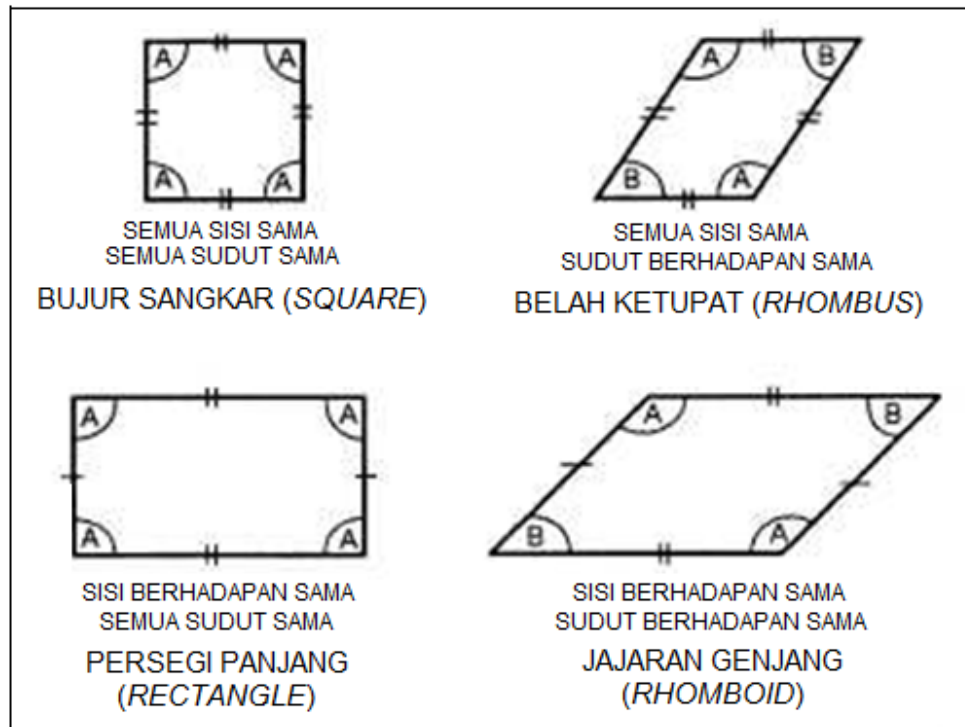 A A
A A
SEMUA SISI SAMA
SEMUA SUDUT SAMA
BUJUR SANGKAR (SQUARE)
A B
B A
SEMUA SISI SAMA
SUDUT BERHADAPAN SAMA
BELAH KETUPAT (RHOMBUS)
A A
A A
SISI BERHADAPAN SAMA
SEMUA SUDUT SAMA
PERSEGI PANJANG
(RECTANGLE)
A B
B A
SISI BERHADAPAN SAMA
SUDUT BERHADAPAN SAMA
JAJARAN GENJANG
(RHOMBOID)